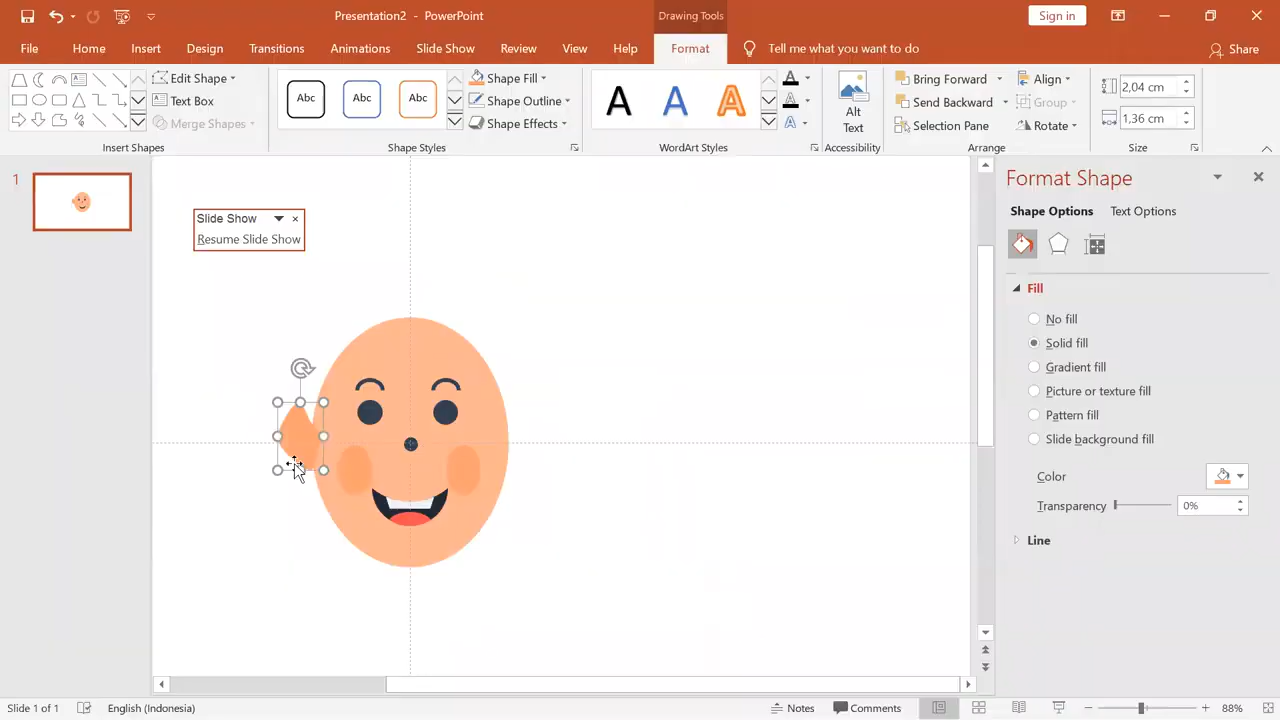 Presentation2 - PowerPoint
Drawing Tools
Sign in
File Home Insert Design Transitions Animations Slide Show Review View Help Format Tell me what you want to do Share
Edit Shape
Text Box
Merge Shapes
Insert Shapes
Abc Abc Abc
Shape Fill
Shape Outline
Shape Effects
Shape Styles
A A A
A
A
A
WordArt Styles
Alt
Text
Accessibility
Bring Forward
Send Backward
Selection Pane
Align
Group
Rotate
Arrange
2,04 cm
1,36 cm
Size
1
Slide Show
Resume Slide Show
Format Shape
Shape Options Text Options
Fill
No fill
Solid fill
Gradient fill
Picture or texture fill
Pattern fill
Slide background fill
Color
Transparency 0%
Line
Slide 1 of 1 English (Indonesia) Notes Comments 88%